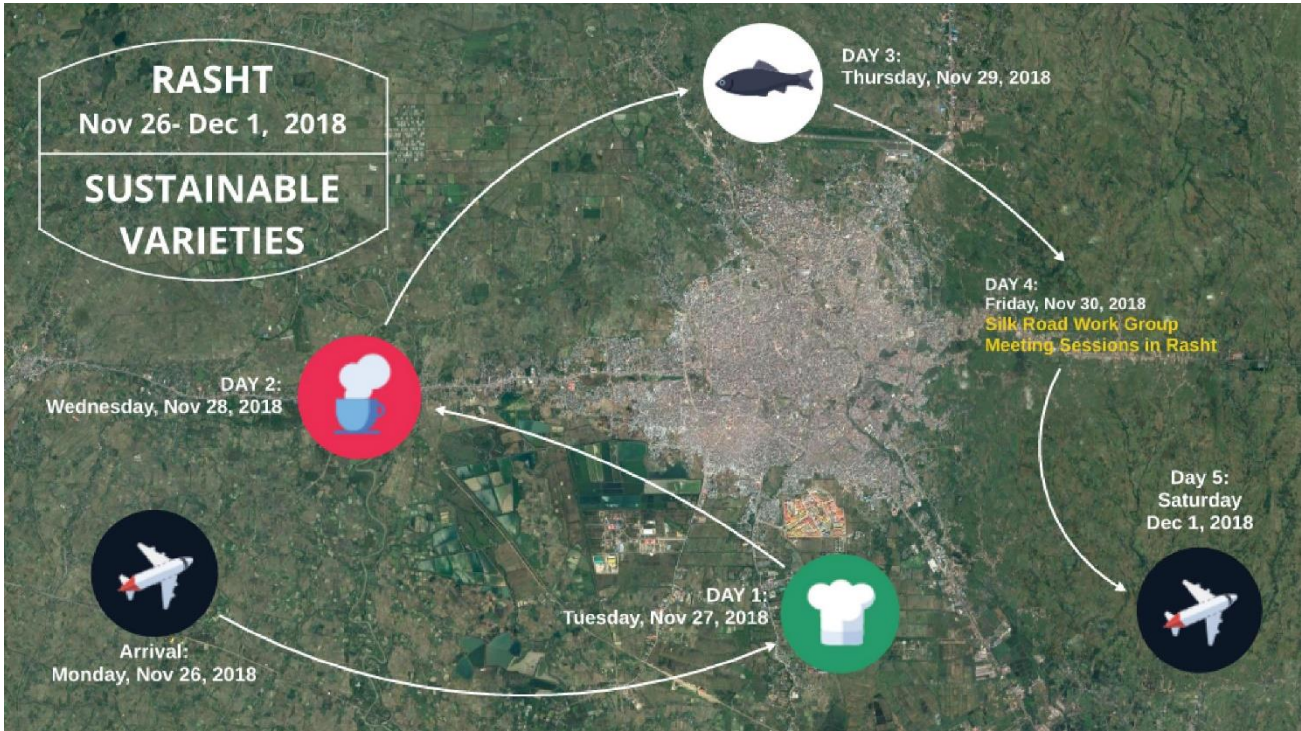 RASHT
Nov 26- Dec 1, 2018
SUSTAINABLE
VARIETIES
Arrival:
Monday, Nov 26, 2018
DAY 1:
Tuesday, Nov 27, 2018
DAY 2:
Wednesday, Nov 28, 2018
DAY 3:
Thursday, Nov 29, 2018
DAY 4:
Friday, Nov 30, 2018
Silk Road Work Group
Meeting Sessions in Rasht
Day 5:
Saturday
Dec 1, 2018